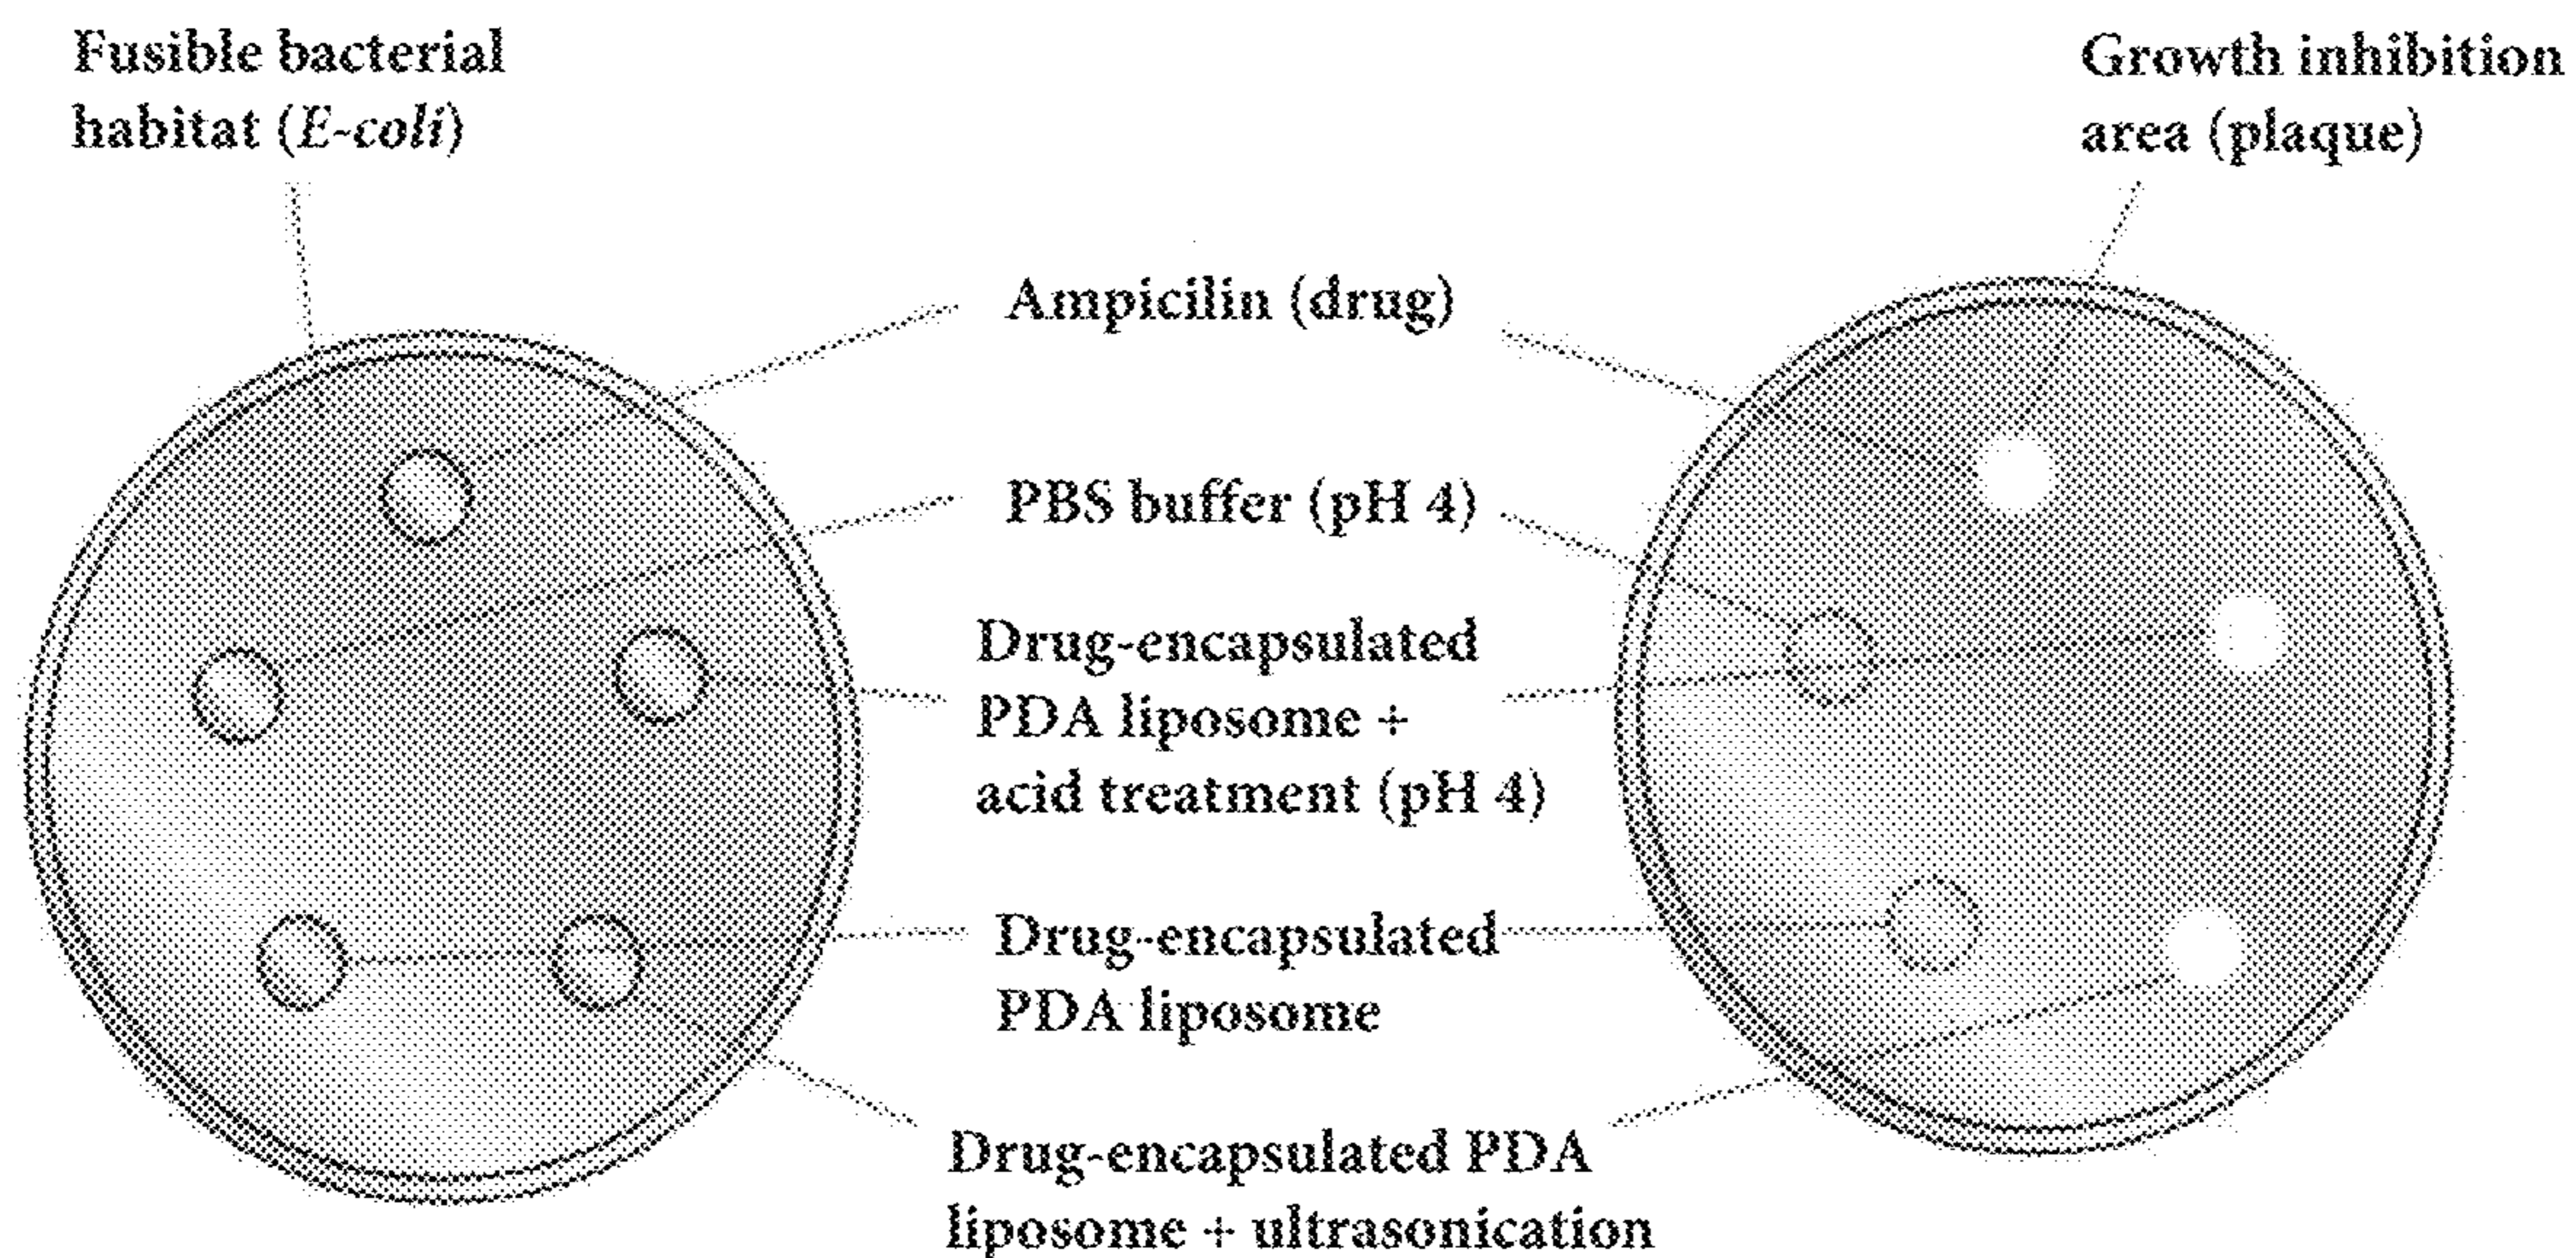 Fusible bacterial
habitat (E-coli)
Growth inhibition
area (plaque)
Ampicilin (drug)
PBS buffer (pH 4)
Drug-encapsulated
PDA liposome +
acid treatment (pH 4)
Drug-encapsulated
PDA liposome
Drug-encapsulated PDA
liposome + ultrasonication